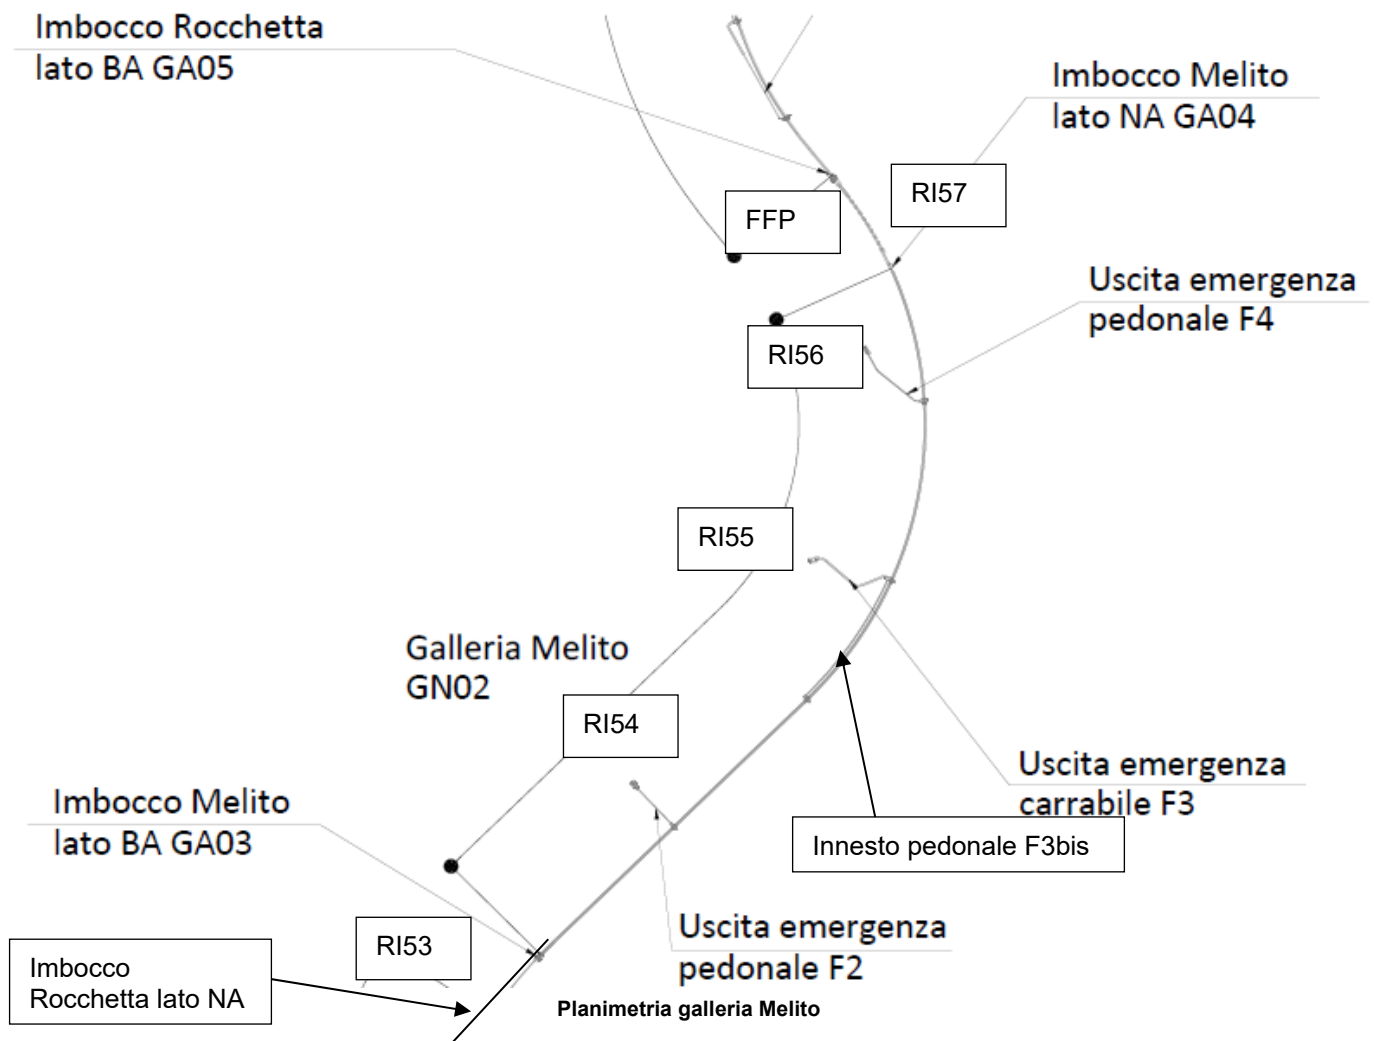 Imbocco Rocchetta
lato BA GA05
Imbocco Melito
lato NA GA04
RI57
FFP
Uscita emergenza
pedonale F4
RI56
RI55
Galleria Melito
GN02
RI54
Uscita emergenza
carrabile F3
Imbocco Melito
lato BA GA03
Innesto pedonale F3bis
Uscita emergenza
pedonale F2
RI53
Imbocco
Rocchetta lato NA
Planimetria galleria Melito